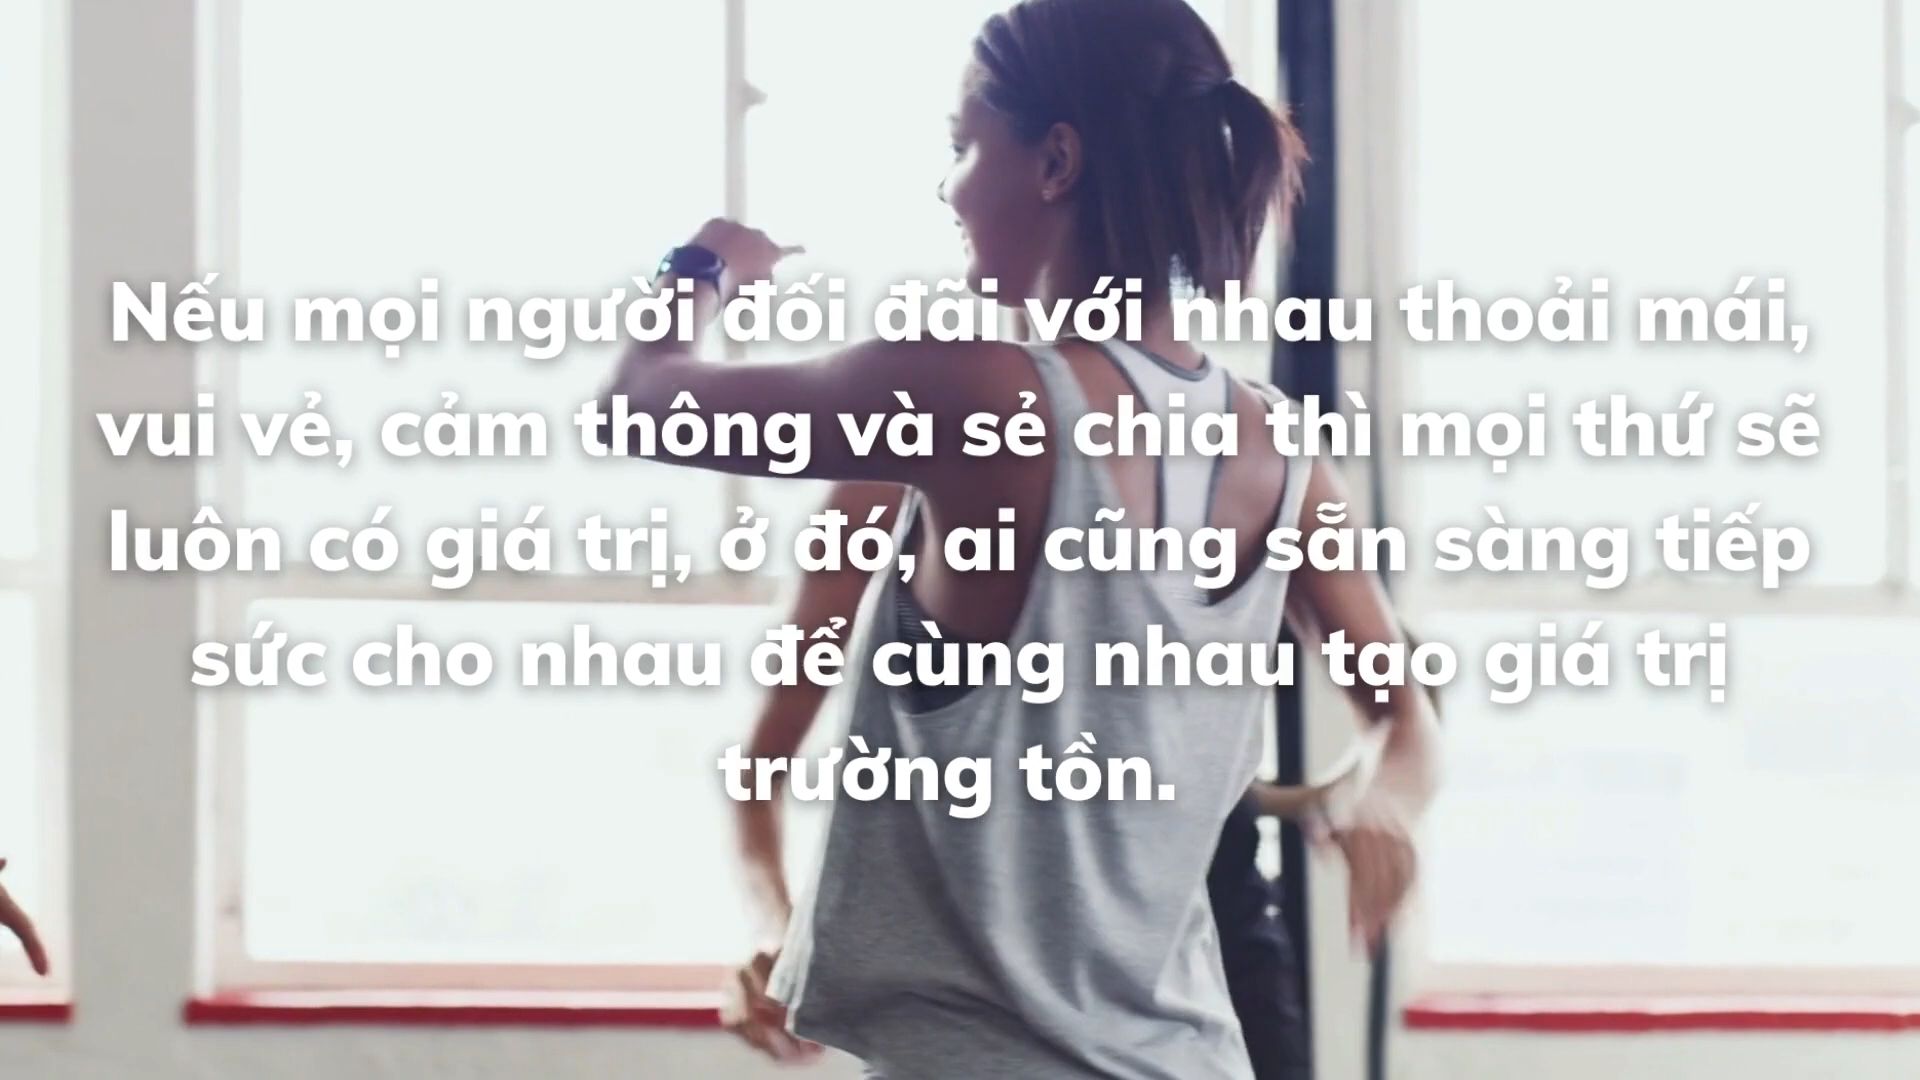 Nếu mọi người đối đãi với nhau thoải mái,
vui vẻ, cảm thông và sẻ chia thì mọi thứ sẽ
luôn có giá trị, ở đó, ai cũng sẵn sàng tiếp
sức cho nhau để cùng nhau tạo giá trị
trường tồn.